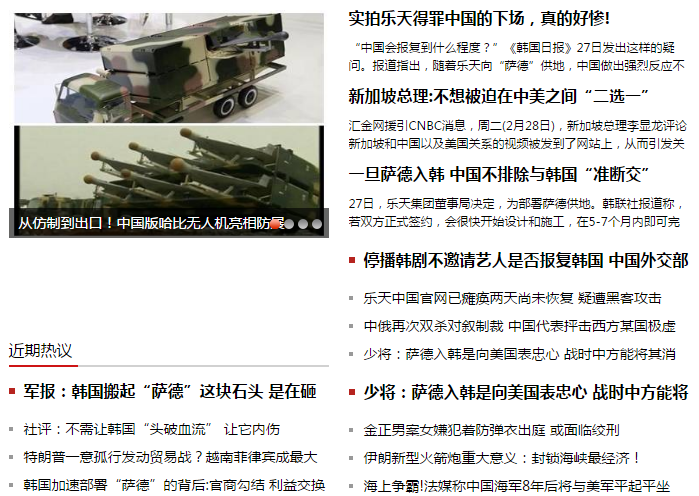 从仿制到出口！中国版哈比无人机亮相防展
近期热议
军报：韩国搬起“萨德”这块石头 是在砸
社评：不需让韩国“头破血流” 让它内伤
特朗普一意孤行发动贸易战？越南菲律宾成最大
韩国加速部署“萨德”的背后:官商勾结 利益交换
实拍乐天得罪中国的下场，真的好惨!
“中国会报复到什么程度？”《韩国日报》27日发出这样的疑
问。报道指出，随着乐天向“萨德”供地，中国做出强烈反应不
新加坡总理:不想被迫在中美之间“二选一”
汇金网援引CNBC消息，周二(2月28日)，新加坡总理李显龙评论
新加坡和中国以及美国关系的视频被发到了网站上，从而引发关
一旦萨德入韩 中国不排除与韩国“准断交”
27日，乐天集团董事局决定，为部署萨德供地。韩联社报道称，
若双方正式签约，会很快开始设计和施工，在5-7个月内即可完
停播韩剧不邀请艺人是否报复韩国 中国外交部
乐天中国官网已瘫痪两天尚未恢复 疑遭黑客攻击
中俄再次双杀对叙制裁 中国代表抨击西方某国极虚
少将：萨德入韩是向美国表忠心 战时中方能将其消
少将：萨德入韩是向美国表忠心 战时中方能将
金正男案女嫌犯着防弹衣出庭 或面临绞刑
伊朗新型火箭炮重大意义：封锁海峡最经济！
海上争霸!法媒称中国海军8年后将与美军平起平坐